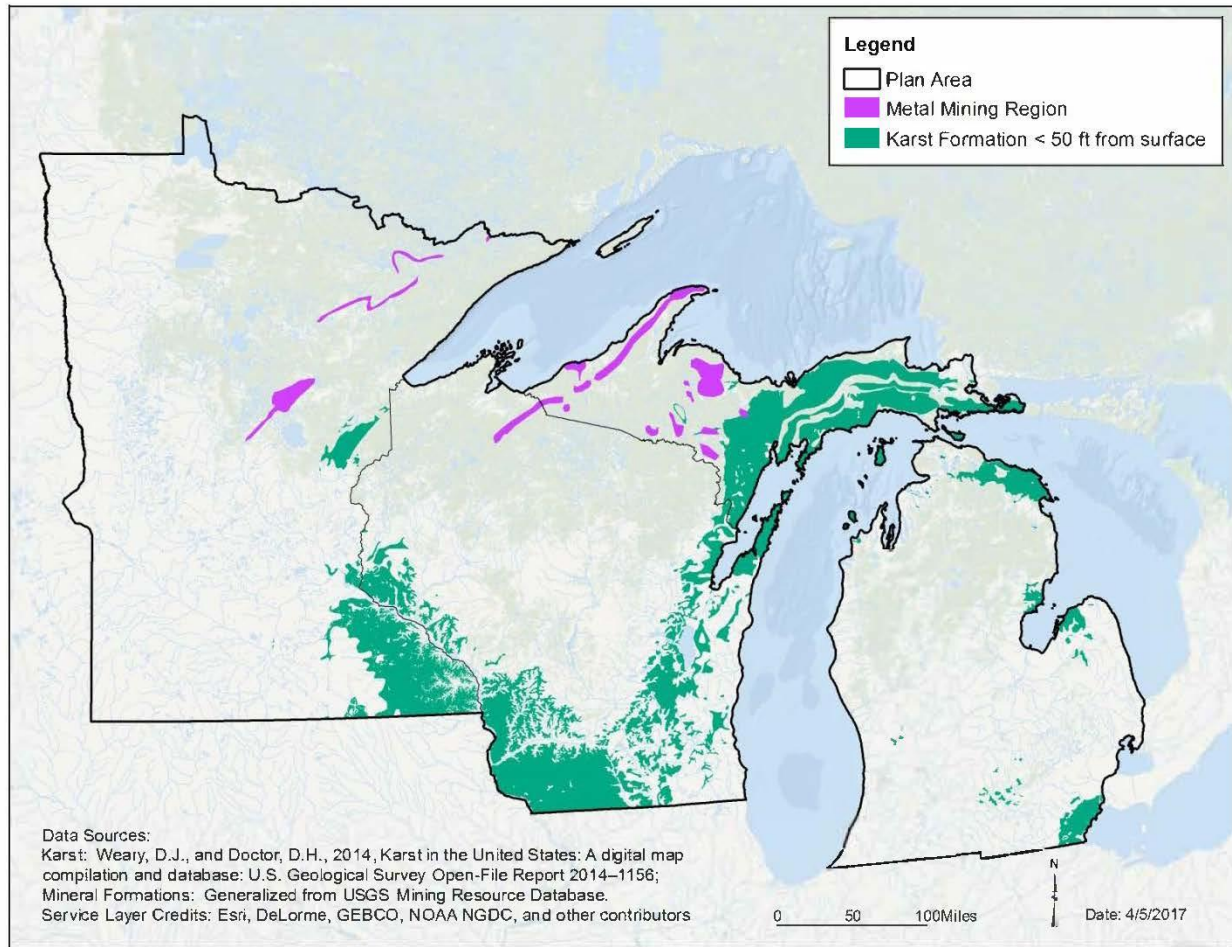 Legend
Plan Area
Metal Mining Region
Karst Formation < 50 ft from surface
Data Sources:
Karst: Weary, D.J., and Doctor, D.H., 2014, Karst in the United States: A digital map
compilation and database: U.S. Geological Survey Open-File Report 2014–1156;
Mineral Formations: Generalized from USGS Mining Resource Database.
Service Layer Credits: Esri, DeLorme, GEBCO, NOAA NGDC, and other contributors
0 50 100Miles
N
Date: 4/5/2017